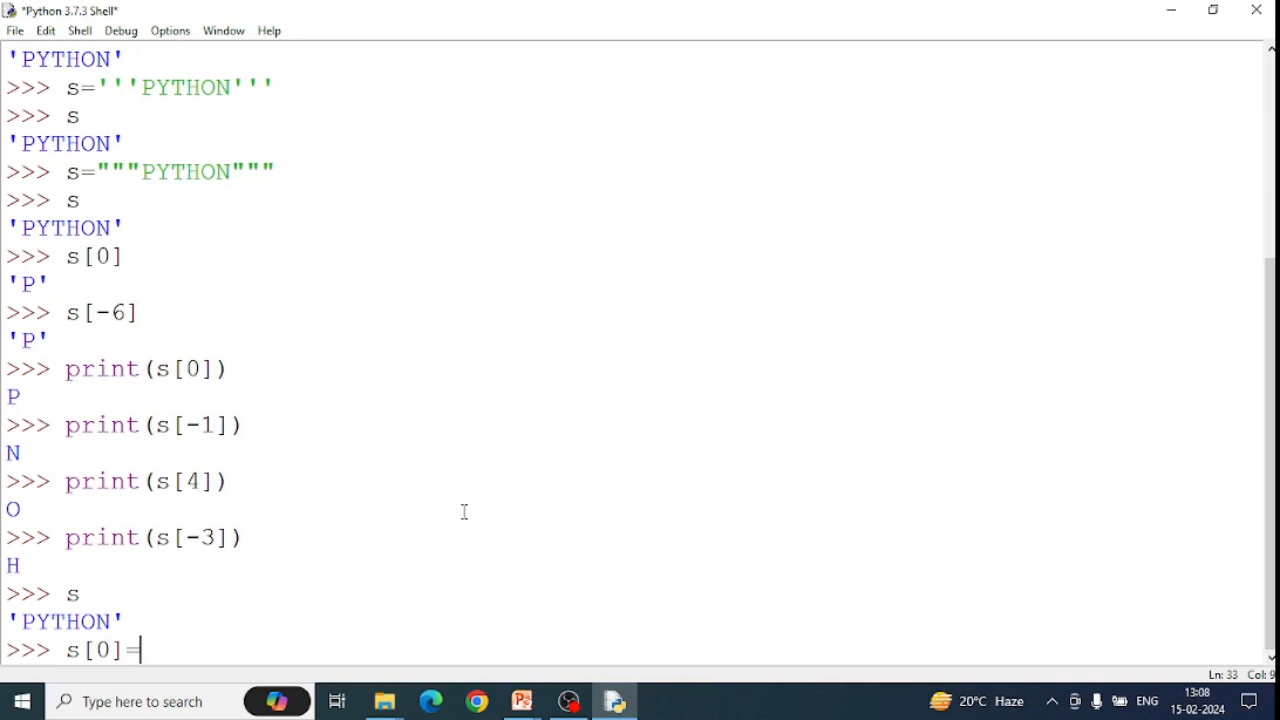 *Python 3.7.3 Shell*
File Edit Shell Debug Options Window Help
'PYTHON'
>>> s='''PYTHON'''
>>> s
'PYTHON'
>>> s="""PYTHON"""
>>> s
'PYTHON'
>>> s[0]
'P'
>>> s[-6]
'P'
>>> print(s[0])
P
>>> print(s[-1])
N
>>> print(s[4])
O
>>> print(s[-3])
H
>>> s
'PYTHON'
>>> s[0]=
Ln: 33 Col: 9
Type here to search
20°C Haze
ENG
13:08
15-02-2024